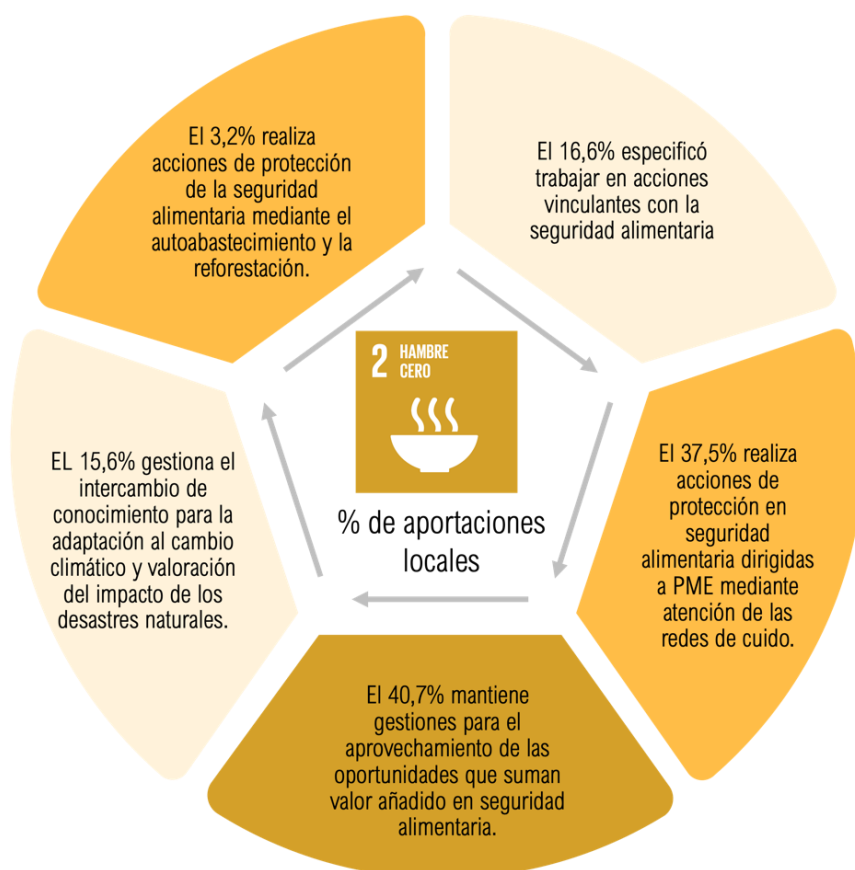 El 3,2% realiza
acciones de protección
de la seguridad
alimentaria mediante el
autoabastecimiento y la
reforestación.
El 16,6% especificó
trabajar en acciones
vinculantes con la
seguridad alimentaria
2 HAMBRE
CERO
% de aportaciones
locales
El 37,5% realiza
acciones de
protección en
seguridad
alimentaria dirigidas
a PME mediante
atención de las
redes de cuido.
El 40,7% mantiene
gestiones para el
aprovechamiento de las
oportunidades que suman
valor añadido en seguridad
alimentaria.
EL 15,6% gestiona el
intercambio de
conocimiento para la
adaptación al cambio
climático y valoración
del impacto de los
desastres naturales.